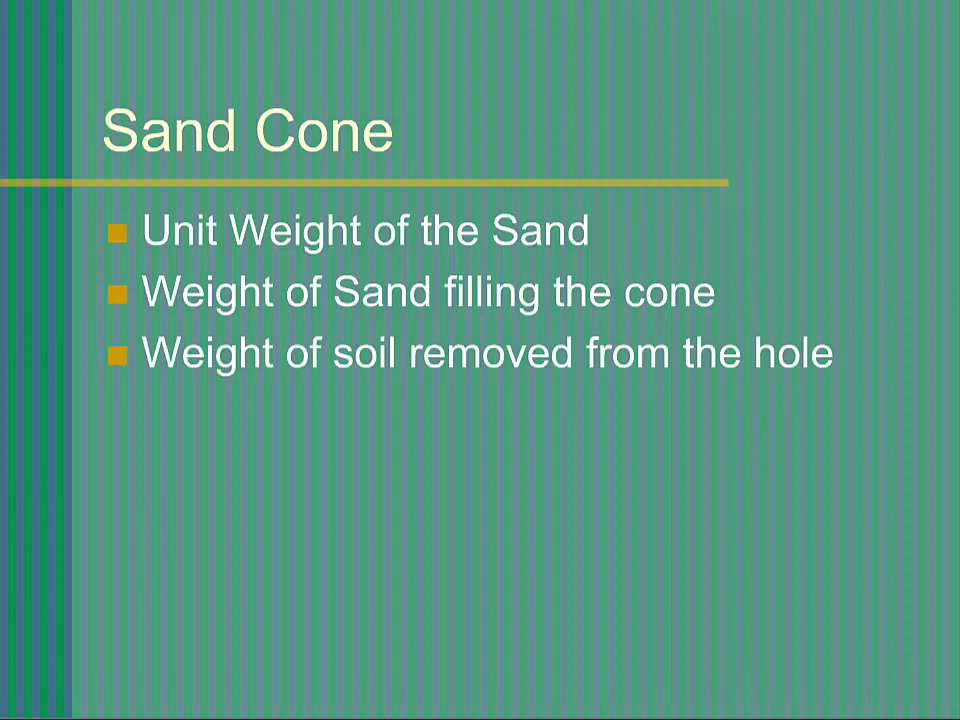 Sand Cone
Unit Weight of the Sand
Weight of Sand filling the cone
Weight of soil removed from the hole